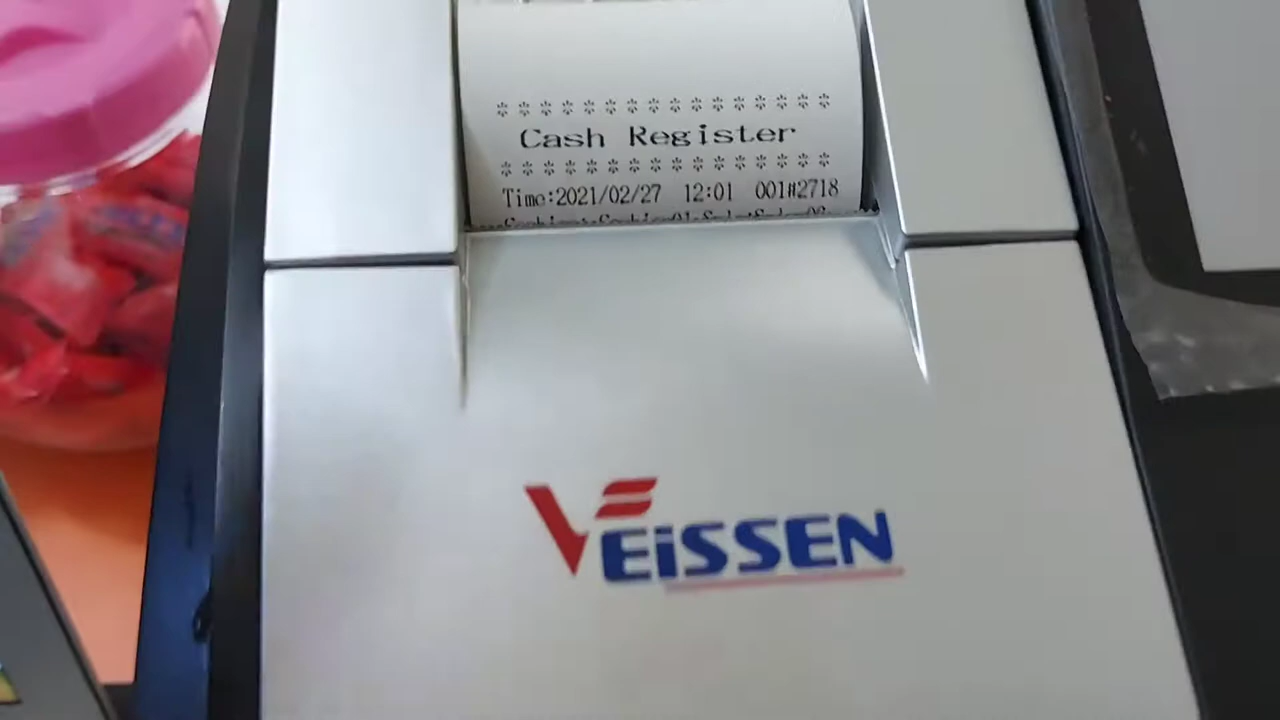 * * * * * * * * * * * * * * * *
Cash Register
* * * * * * * * * * * * * * * *
Time:2021/02/27 12:01 001#2718
VEiSSEN